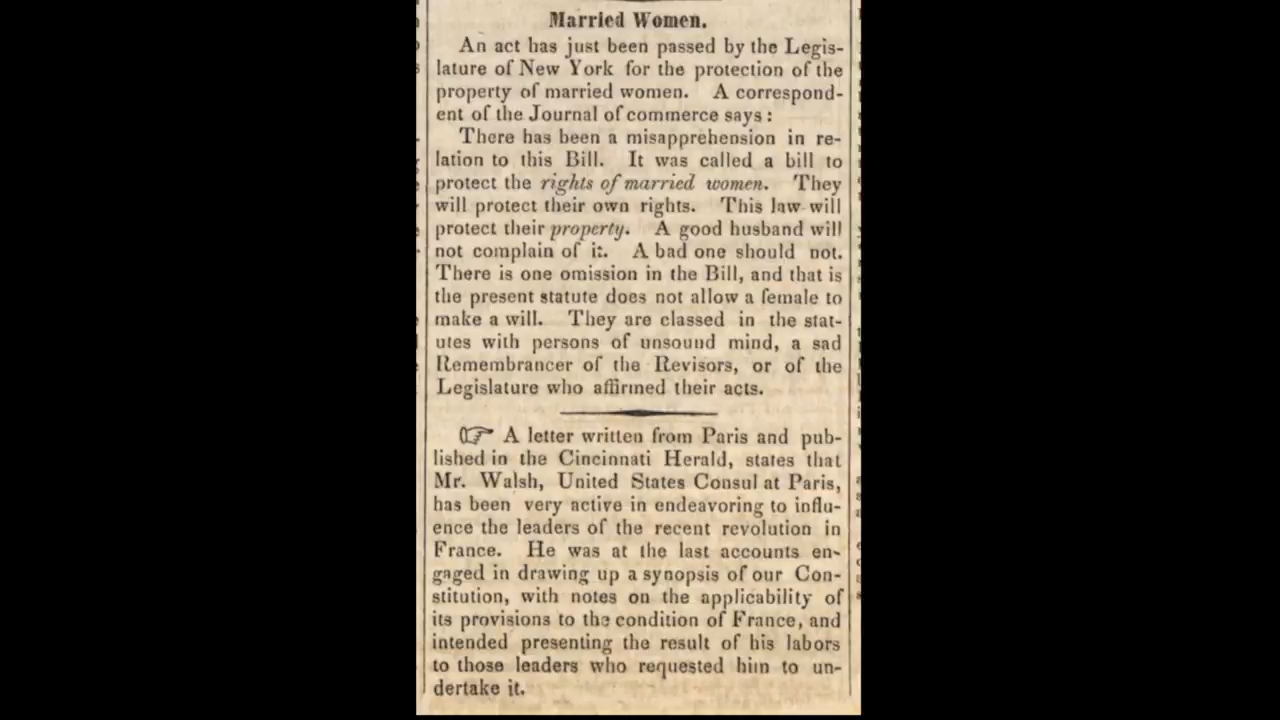 Married Women.
An act has just been passed by the Legis-
lature of New York for the protection of the
property of married women. A correspond-
ent of the Journal of commerce says :
There has been a misapprehension in re-
lation to this Bill. It was called a bill to
protect the rights of married women. They
will protect their own rights. This law will
protect their property. A good husband will
not complain of it. A bad one should not.
There is one omission in the Bill, and that is
the present statute does not allow a female to
make a will. They are classed in the stat-
utes with persons of unsound mind, a sad
Remembrancer of the Revisors, or of the
Legislature who affirmed their acts.
☞ A letter written from Paris and pub-
lished in the Cincinnati Herald, states that
Mr. Walsh, United States Consul at Paris,
has been very active in endeavoring to influ-
ence the leaders of the recent revolution in
France. He was at the last accounts en-
gaged in drawing up a synopsis of our Con-
stitution, with notes on the applicability of
its provisions to the condition of France, and
intended presenting the result of his labors
to those leaders who requested him to un-
dertake it.